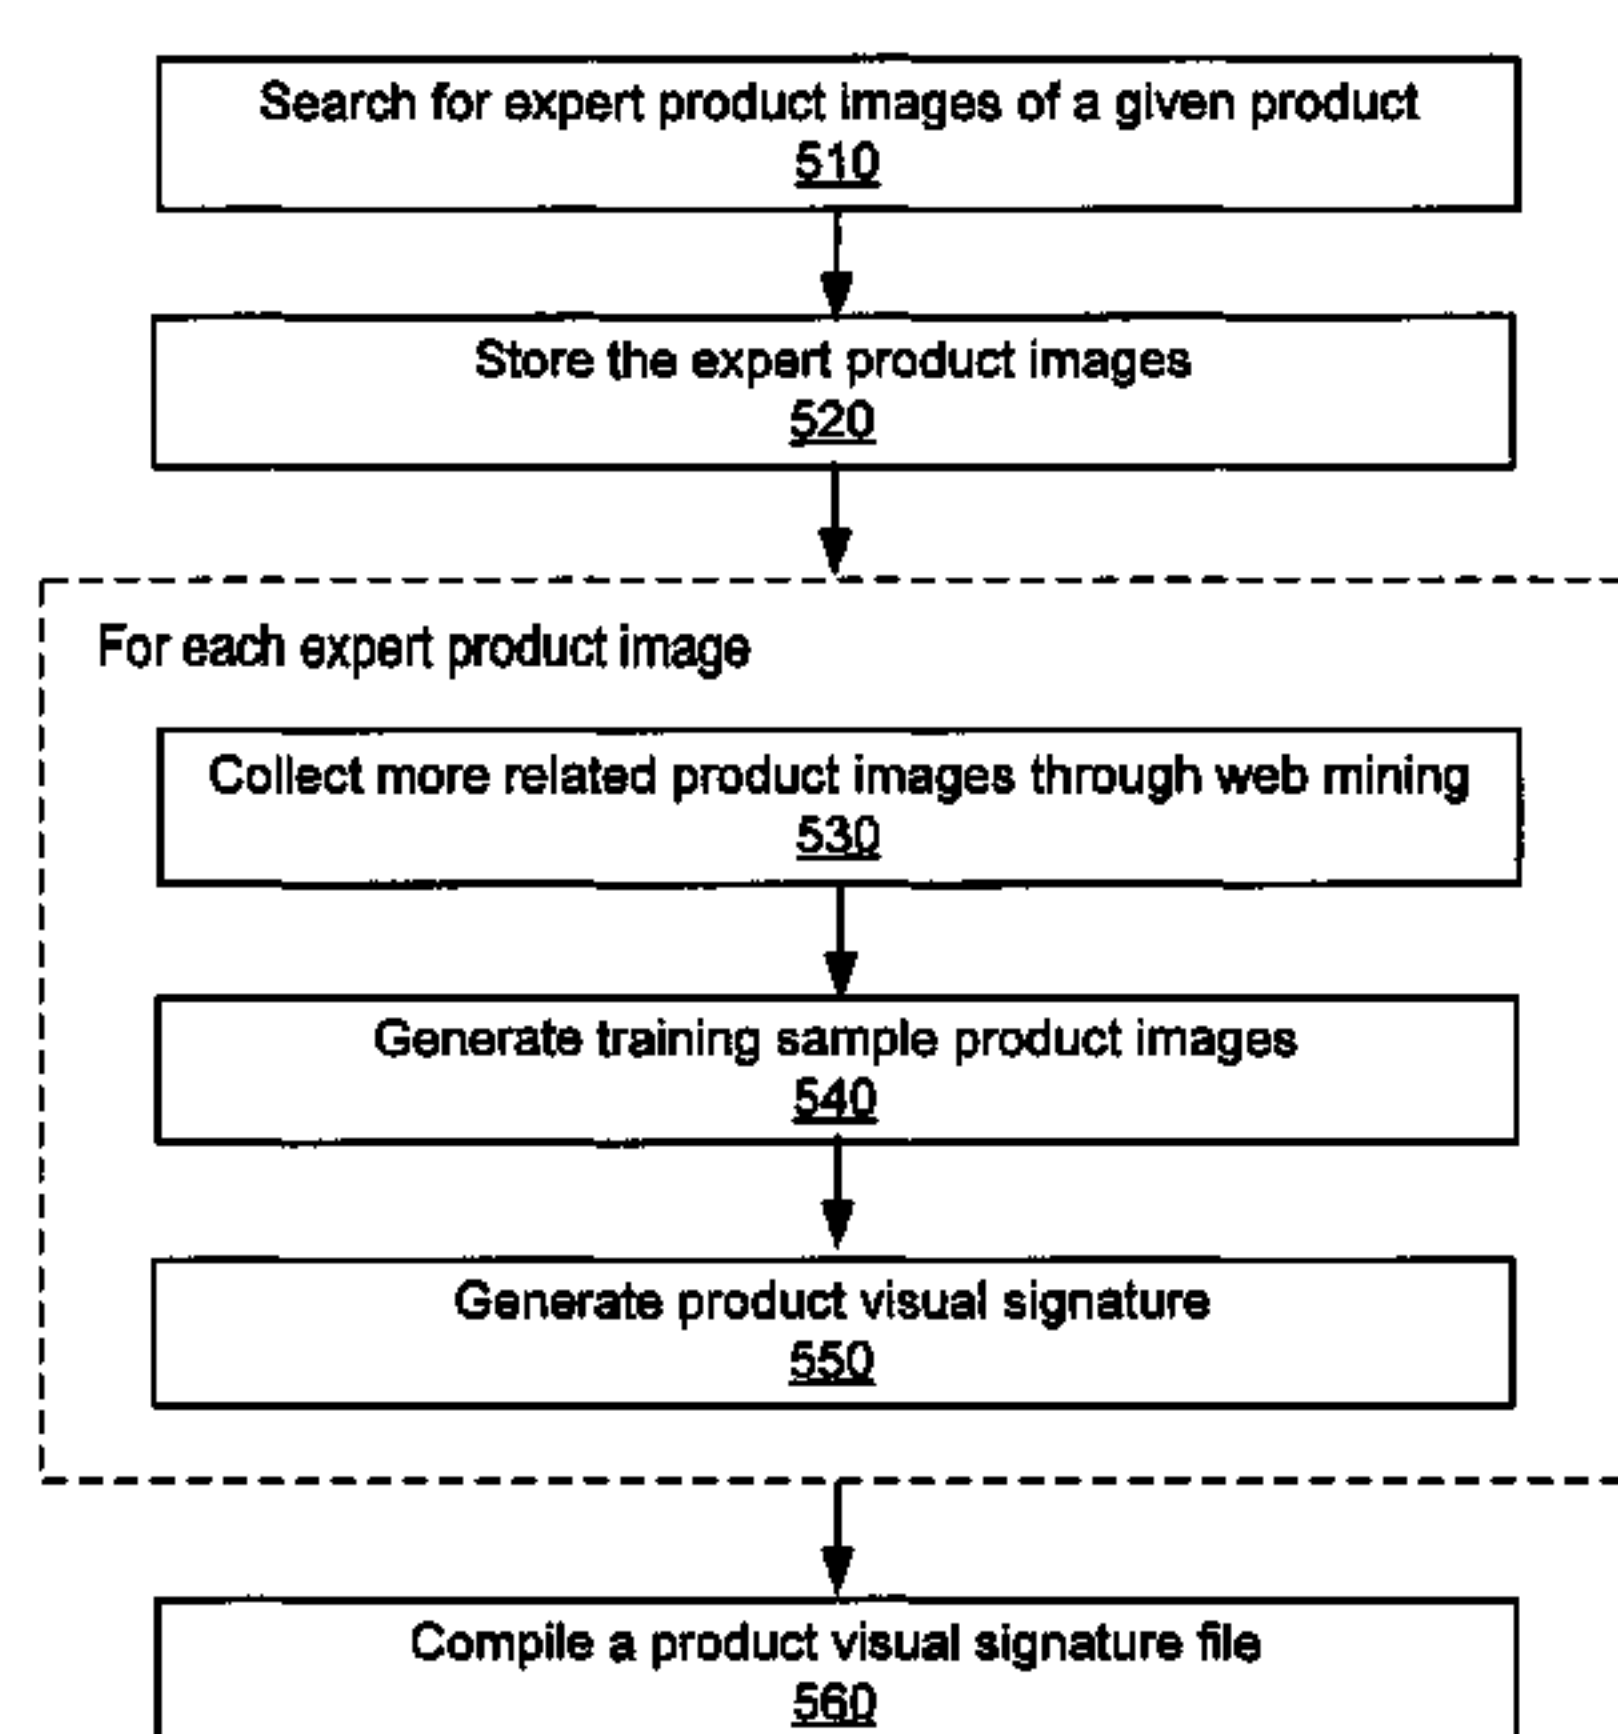 Search for expert product images of a given product
510
Store the expert product images
520
For each expert product image
Collect more related product images through web mining
530
Generate training sample product images
540
Generate product visual signature
550
Compile a product visual signature file
560